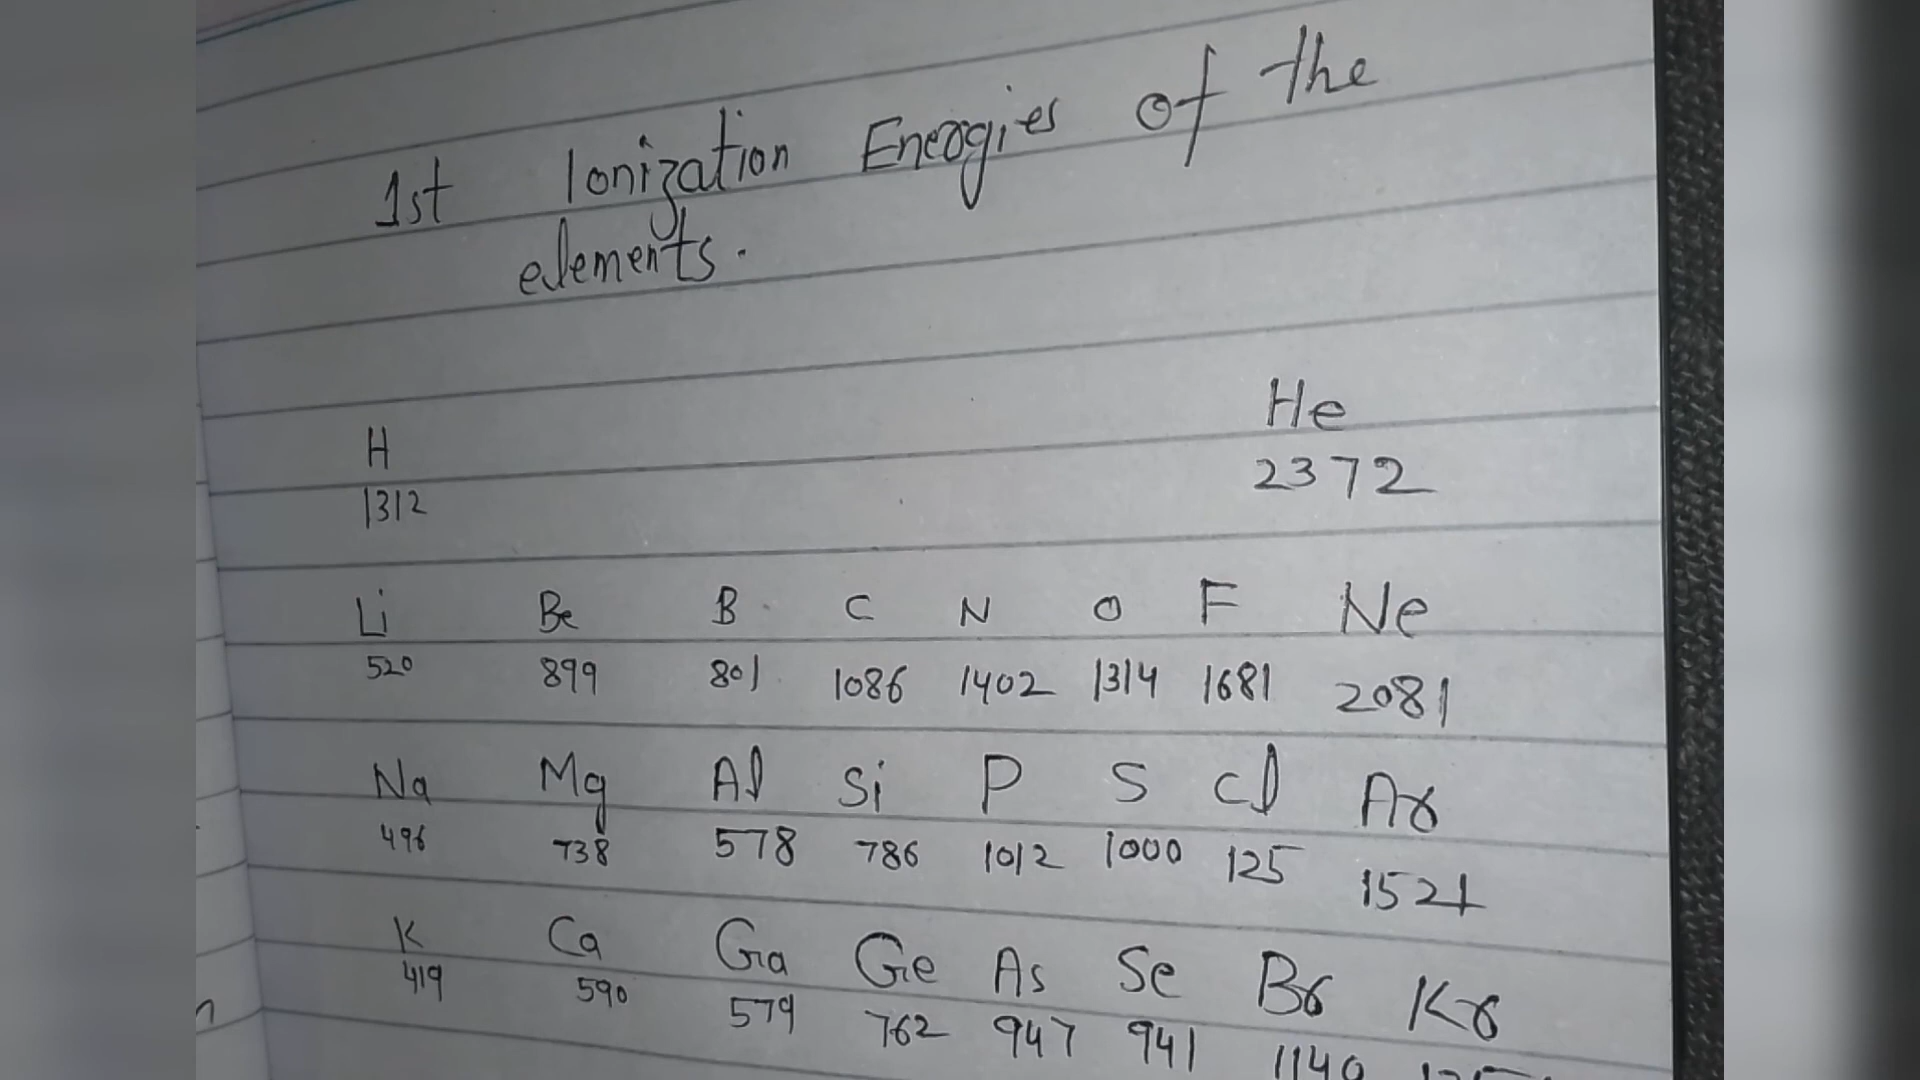 1st Ionization Energies of the
elements.
H He
1312 2372
Li Be B C N O F Ne
520 899 801 1086 1402 1314 1681 2081
Na Mg Al Si P S Cl Ar
496 738 578 786 1012 1000 125 1521
K Ca Ga Ge As Se Br Kr
419 590 579 762 947 941 1140